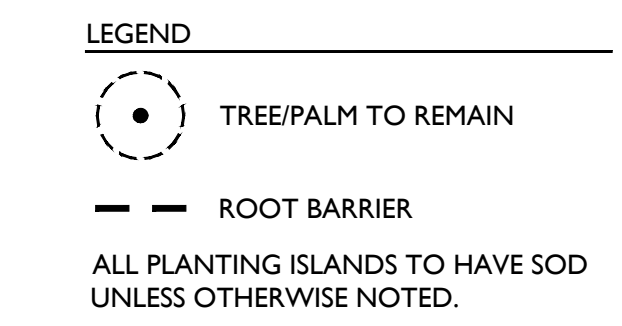 LEGEND
TREE/PALM TO REMAIN
ROOT BARRIER
ALL PLANTING ISLANDS TO HAVE SOD
UNLESS OTHERWISE NOTED.